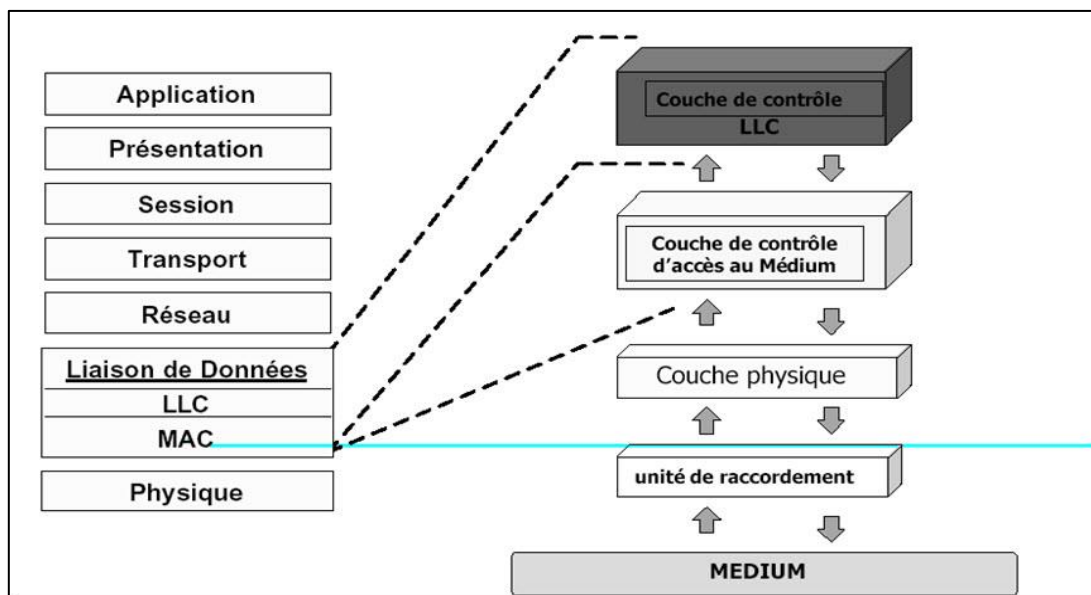 Application
Présentation
Session
Transport
Réseau
Liaison de Données
LLC
MAC
Physique
Couche de contrôle
LLC
Couche de contrôle
d'accès au Médium
Couche physique
unité de raccordement
MEDIUM